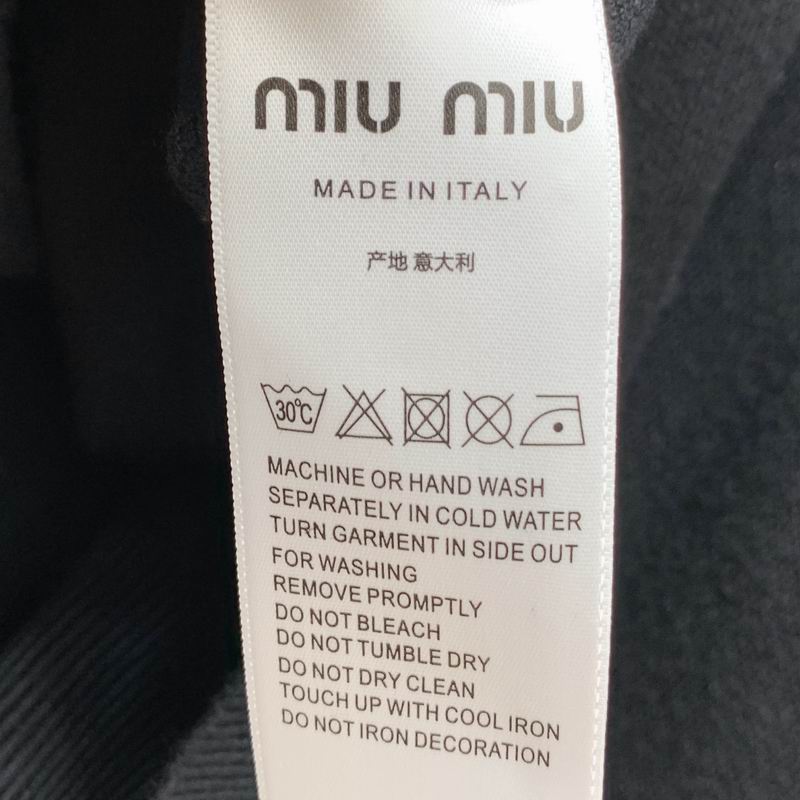 miu miu
MADE IN ITALY
产地 意大利
30℃
MACHINE OR HAND WASH
SEPARATELY IN COLD WATER
TURN GARMENT IN SIDE OUT
FOR WASHING
REMOVE PROMPTLY
DO NOT BLEACH
DO NOT TUMBLE DRY
DO NOT DRY CLEAN
TOUCH UP WITH COOL IRON
DO NOT IRON DECORATION